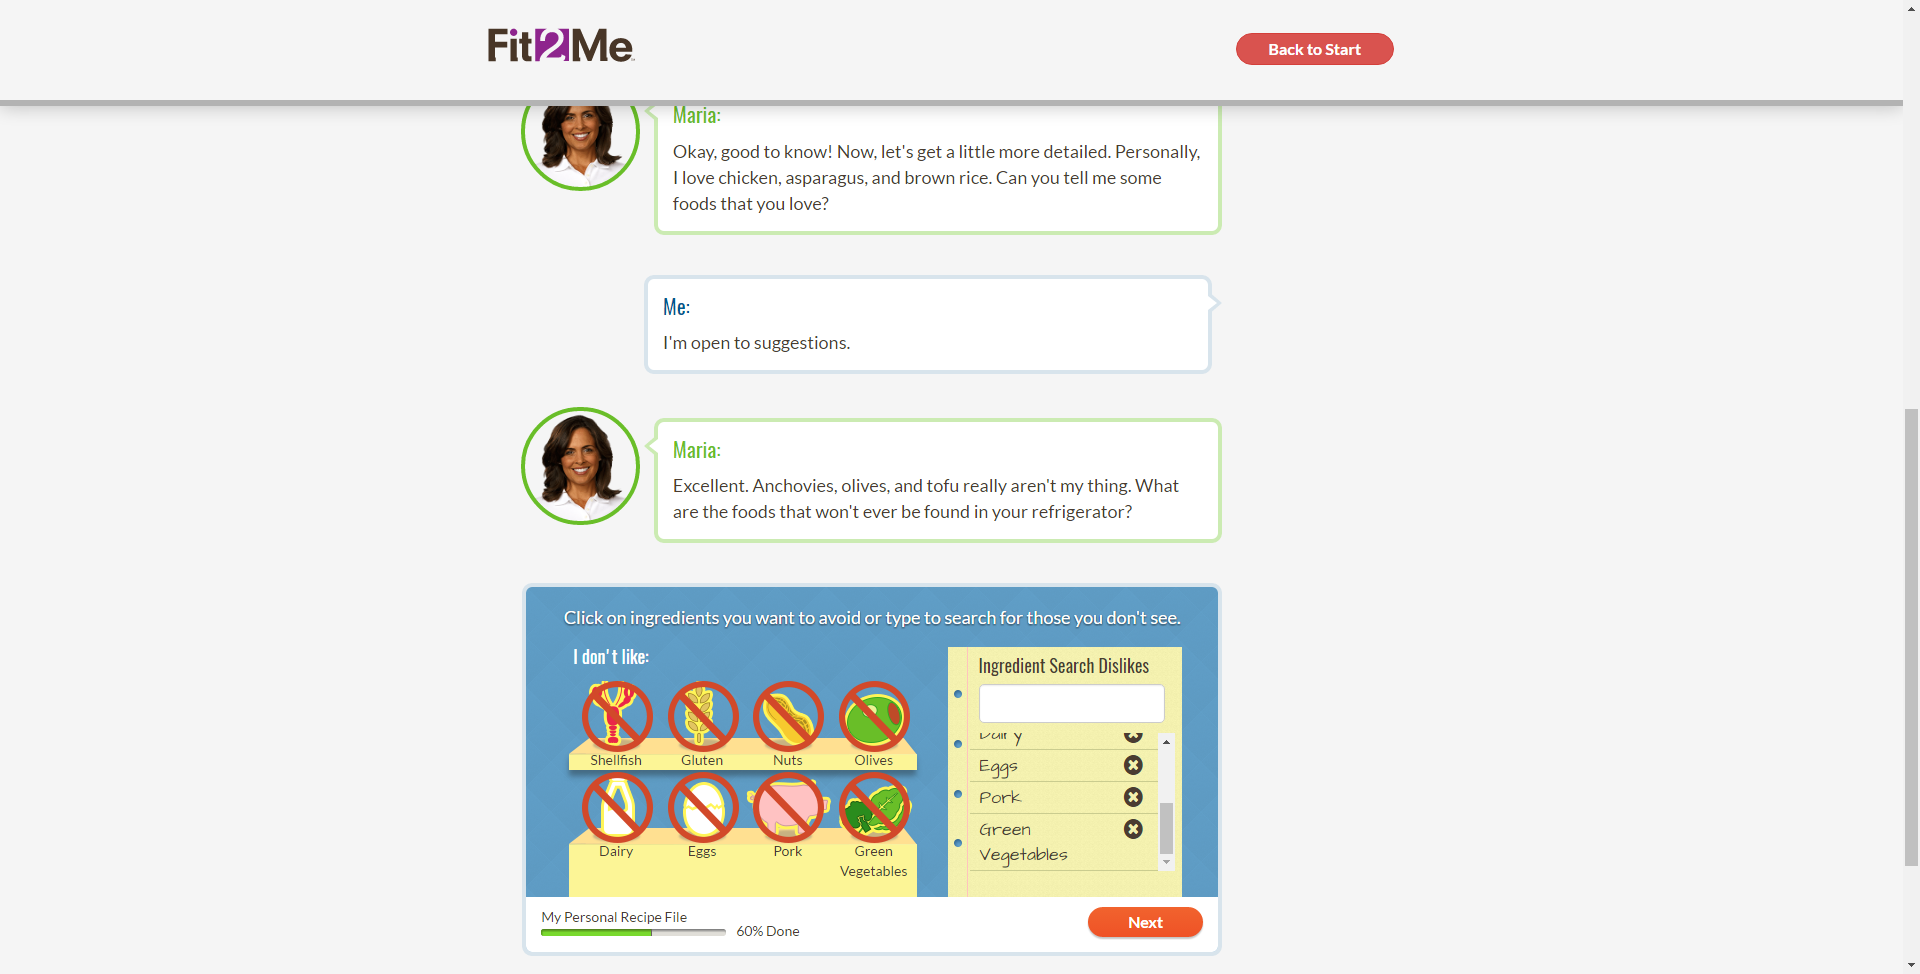 Fit2Me
Back to Start
Maria:
Okay, good to know! Now, let's get a little more detailed. Personally,
I love chicken, asparagus, and brown rice. Can you tell me some
foods that you love?
Me:
I'm open to suggestions.
Maria:
Excellent. Anchovies, olives, and tofu really aren't my thing. What
are the foods that won't ever be found in your refrigerator?
Click on ingredients you want to avoid or type to search for those you don't see.
I don't like:
Shellfish
Gluten
Nuts
Olives
Dairy
Eggs
Pork
Green
Vegetables
Ingredient Search Dislikes
Dairy
Eggs
Pork
Green
Vegetables
My Personal Recipe File
60% Done
Next